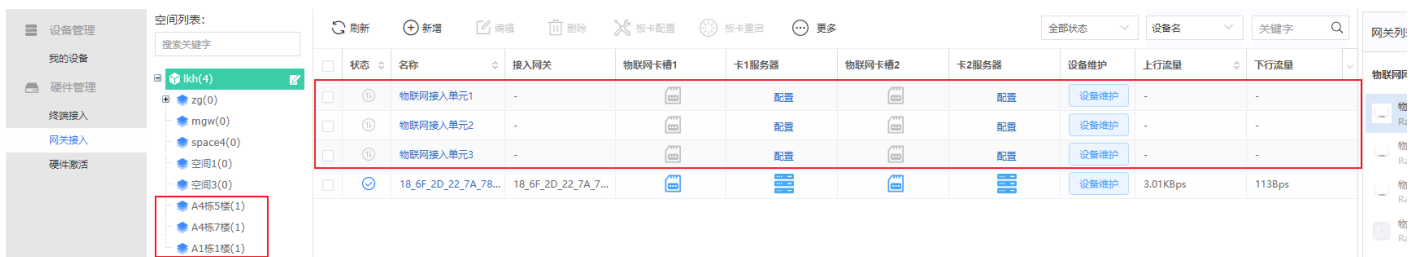 设备管理
我的设备
硬件管理
终端接入
网关接入
硬件激活
空间列表:
搜索关键字
lkh(4)
zg(0)
mgw(0)
space4(0)
空间1(0)
空间3(0)
A4栋5楼(1)
A4栋7楼(1)
A1栋1楼(1)
刷新 新增 编辑 删除 板卡配置 板卡重启 更多 全部状态 设备名 关键字
状态 名称 接入网关 物联网卡槽1 卡1服务器 物联网卡槽2 卡2服务器 设备维护 上行流量 下行流量
物联网接入单元1 - 配置 配置 设备维护 - -
物联网接入单元2 - 配置 配置 设备维护 - -
物联网接入单元3 - 配置 配置 设备维护 - -
18_6F_2D_22_7A_78... 18_6F_2D_22_7A_7... 设备维护 3.01KBps 113Bps
网关列
物联网
物
Ra
物
Ra
物
Ra
物
Ra